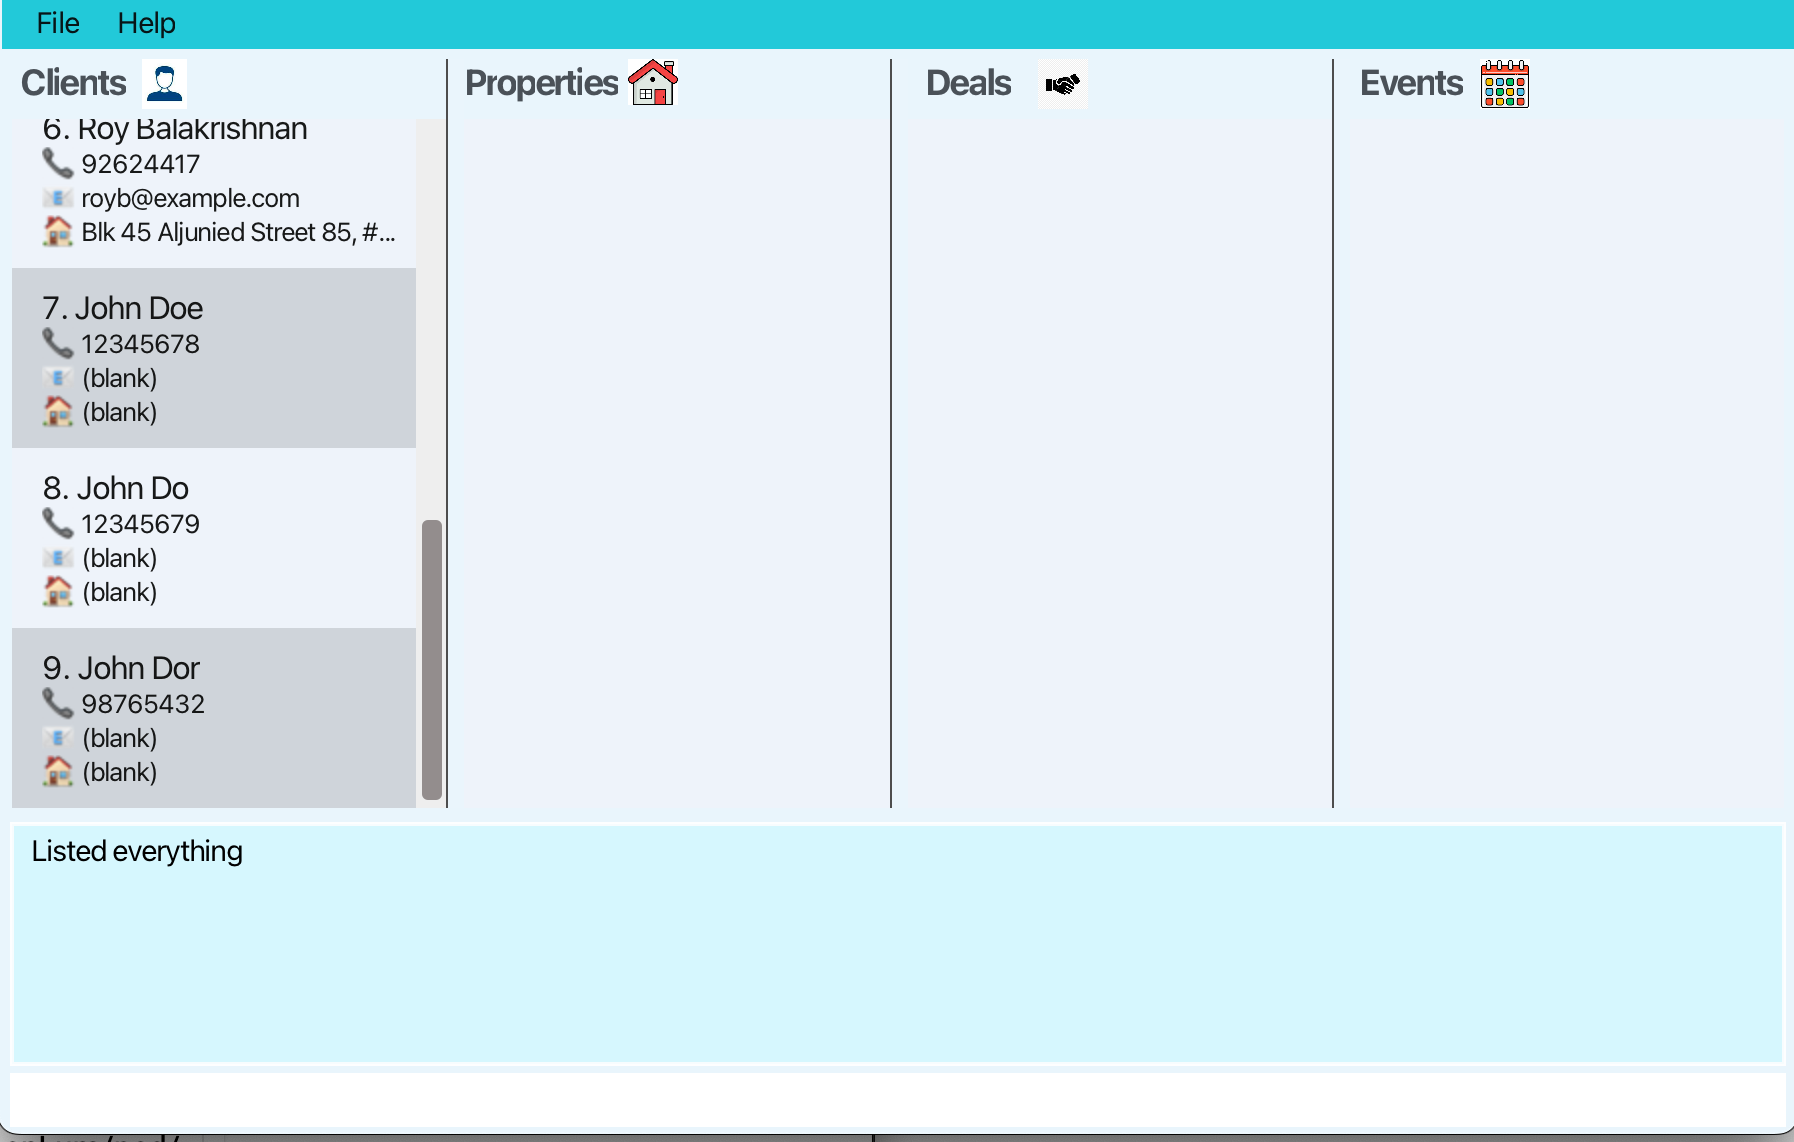 File Help
Clients Properties Deals Events
6. Roy Balakrishnan
92624417
royb@example.com
Blk 45 Aljunied Street 85, #...
7. John Doe
12345678
(blank)
(blank)
8. John Do
12345679
(blank)
(blank)
9. John Dor
98765432
(blank)
(blank)
Listed everything